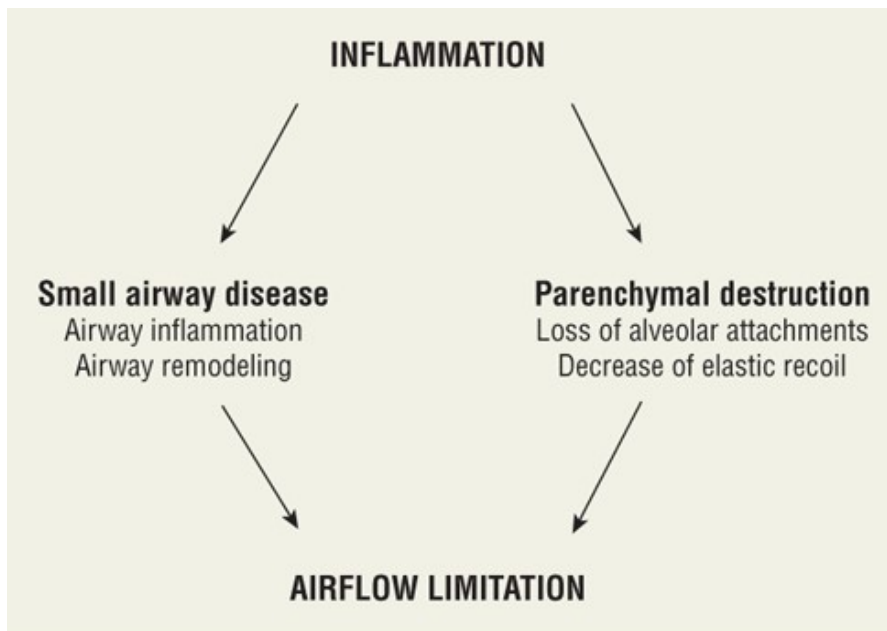 INFLAMMATION
Small airway disease
Airway inflammation
Airway remodeling
Parenchymal destruction
Loss of alveolar attachments
Decrease of elastic recoil
AIRFLOW LIMITATION